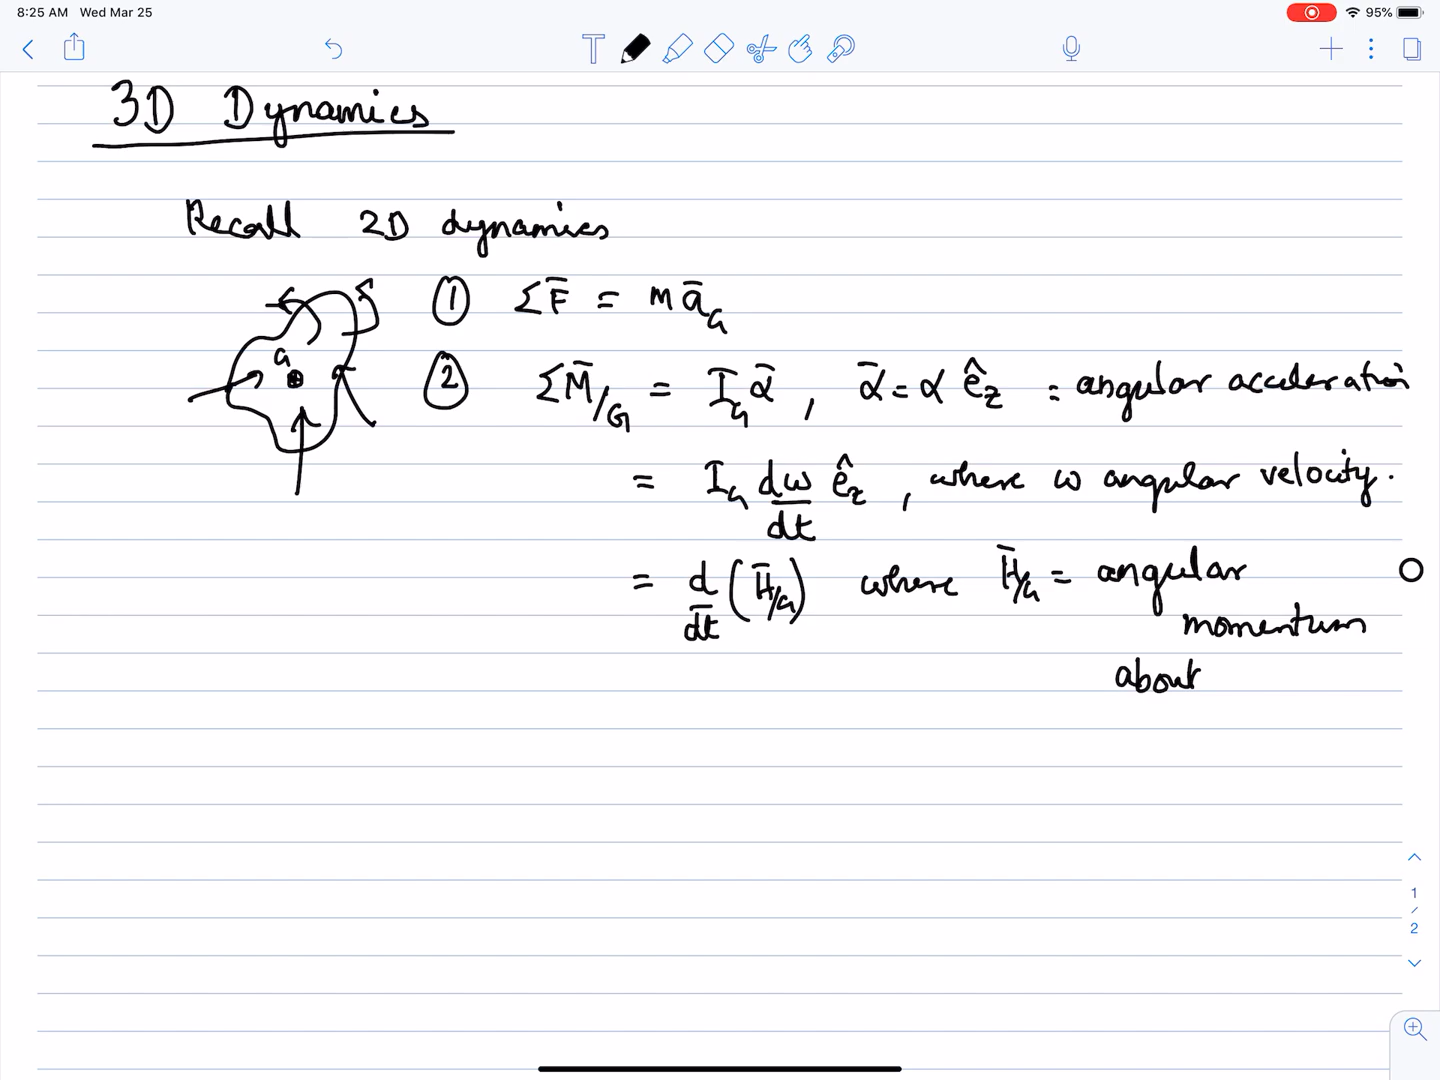 8:25 AM Wed Mar 25
95%
3D Dynamics
Recall 2D dynamics
① ΣF̄ = m ā_G
G
② ΣM̄/G = I_G ᾱ , ᾱ = α ê_z = angular acceleration
= I_G dω/dt ê_z , where ω angular velocity.
= d/dt (H̄/G) where H̄/G = angular
momentum
about
1
/
2